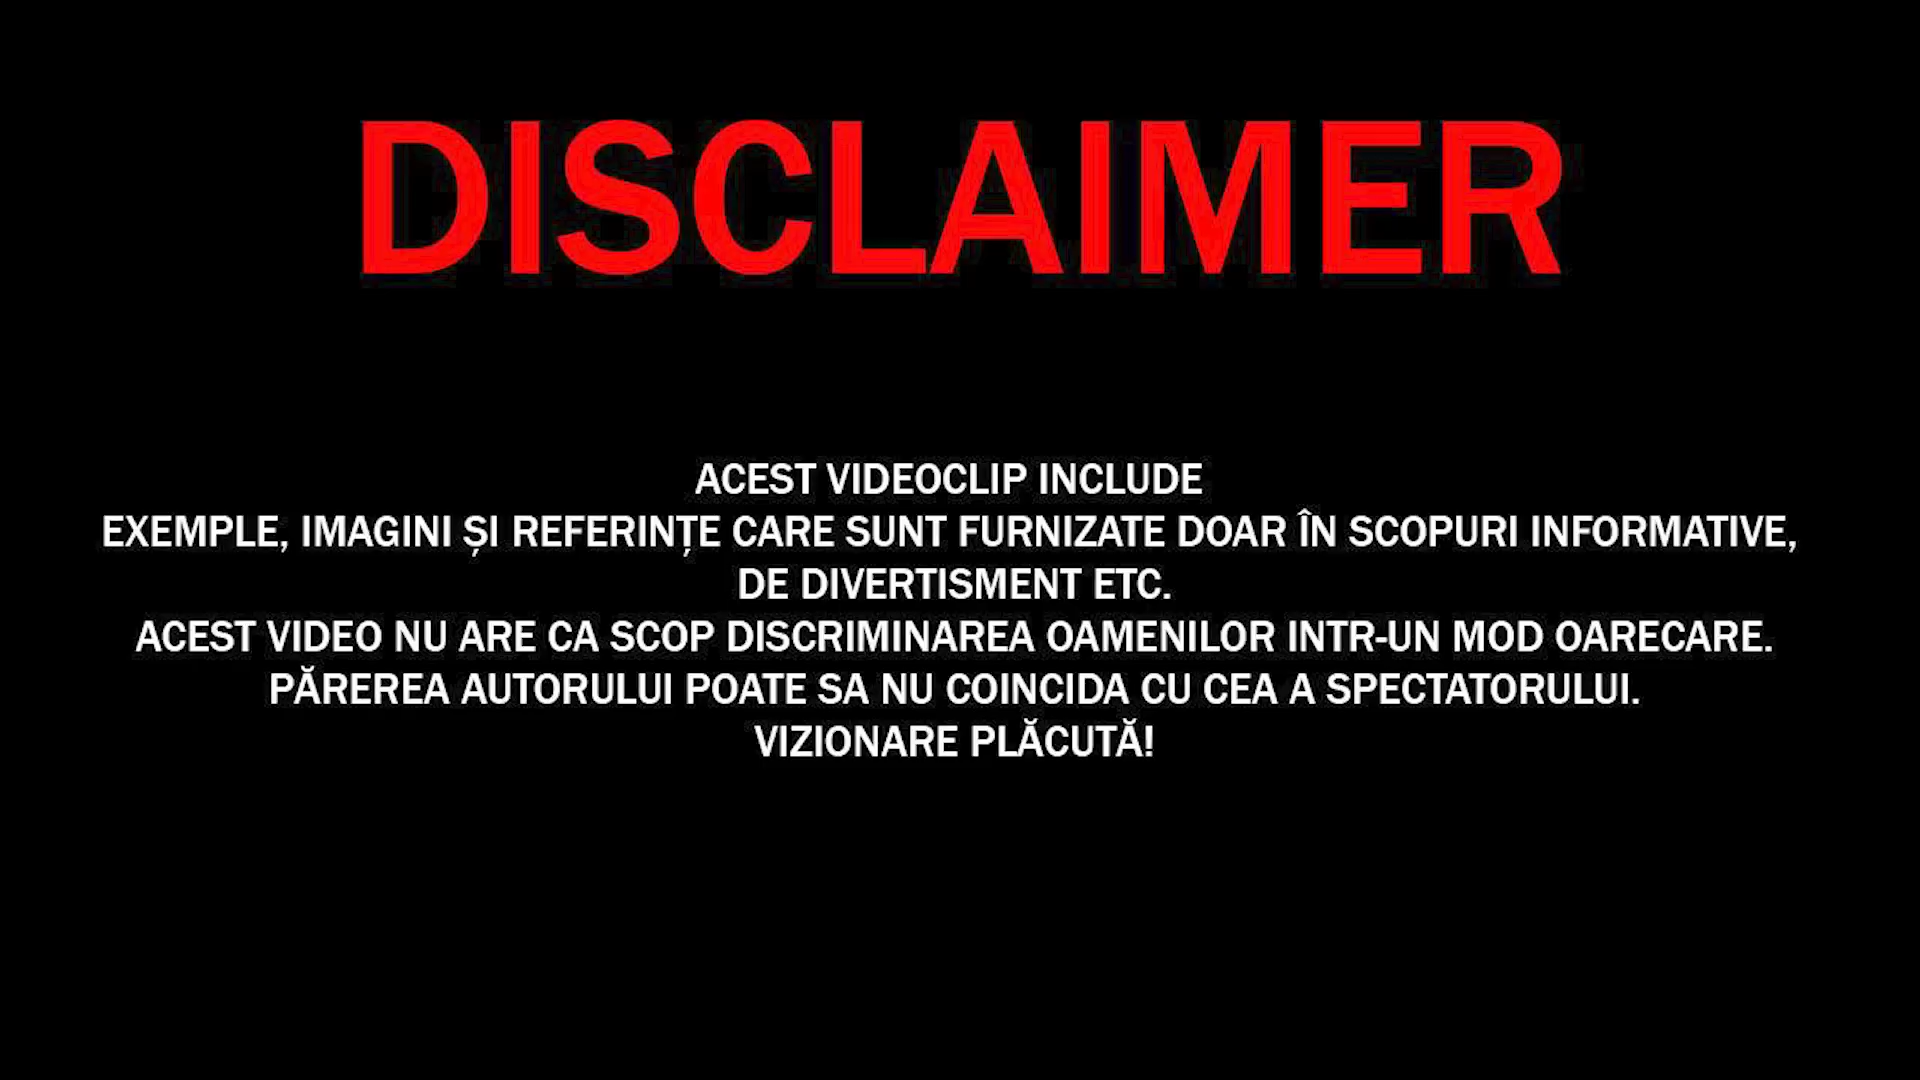 DISCLAIMER
ACEST VIDEOCLIP INCLUDE
EXEMPLE, IMAGINI ȘI REFERINȚE CARE SUNT FURNIZATE DOAR ÎN SCOPURI INFORMATIVE,
DE DIVERTISMENT ETC.
ACEST VIDEO NU ARE CA SCOP DISCRIMINAREA OAMENILOR INTR-UN MOD OARECARE.
PĂREREA AUTORULUI POATE SA NU COINCIDA CU CEA A SPECTATORULUI.
VIZIONARE PLĂCUTĂ!